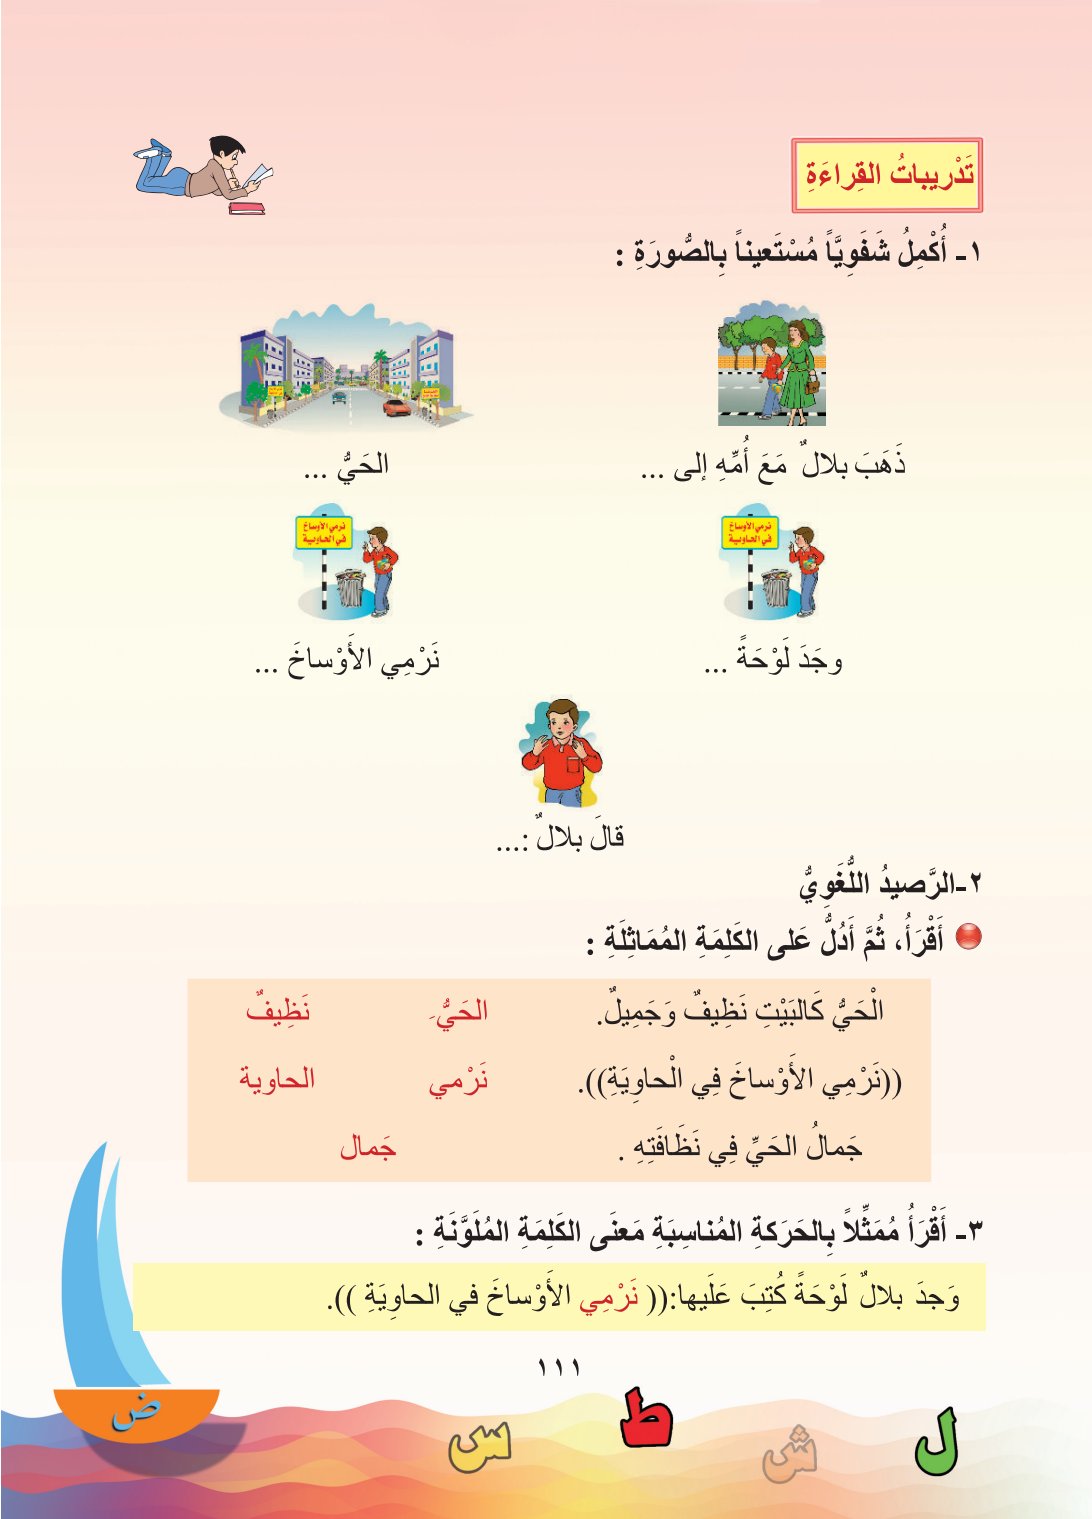 تَدْريباتُ القِراءَةِ
١- أُكْمِلُ شَفَوِيَّاً مُسْتَعيناً بِالصُّورَةِ :
ذَهَبَ بلالٌ مَعَ أُمِّهِ إلى ...
الحَيُّ ...
نرمي الأوساخ
في الحاوية
نرمي الأوساخ
في الحاوية
وجَدَ لَوْحَةً ...
نَرْمِي الأَوْساخَ ...
قالَ بلالٌ :...
٢-الرَّصيدُ اللُّغَوِيُّ
أَقْرَأُ، ثُمَّ أَدُلُّ عَلى الكَلِمَةِ المُمَاثِلَةِ :
الْحَيُّ كَالبَيْتِ نَظِيفٌ وَجَمِيلٌ. الحَيُّ َ نَظِيفٌ
((نَرْمِي الأَوْساخَ فِي الْحاوِيَةِ)). نَرْمي الحاوية
جَمالُ الحَيِّ فِي نَظَافَتِهِ . جَمال
٣- أَقْرَأُ مُمَثِّلاً بِالحَرَكةِ المُناسِبَةِ مَعنَى الكَلِمَةِ المُلَوَّنَةِ :
وَجِدَ بلالٌ لَوْحَةً كُتِبَ عَلَيها:(( نَرْمِي الأَوْساخَ في الحاوِيَةِ )).
١١١
ل ش ط س ض